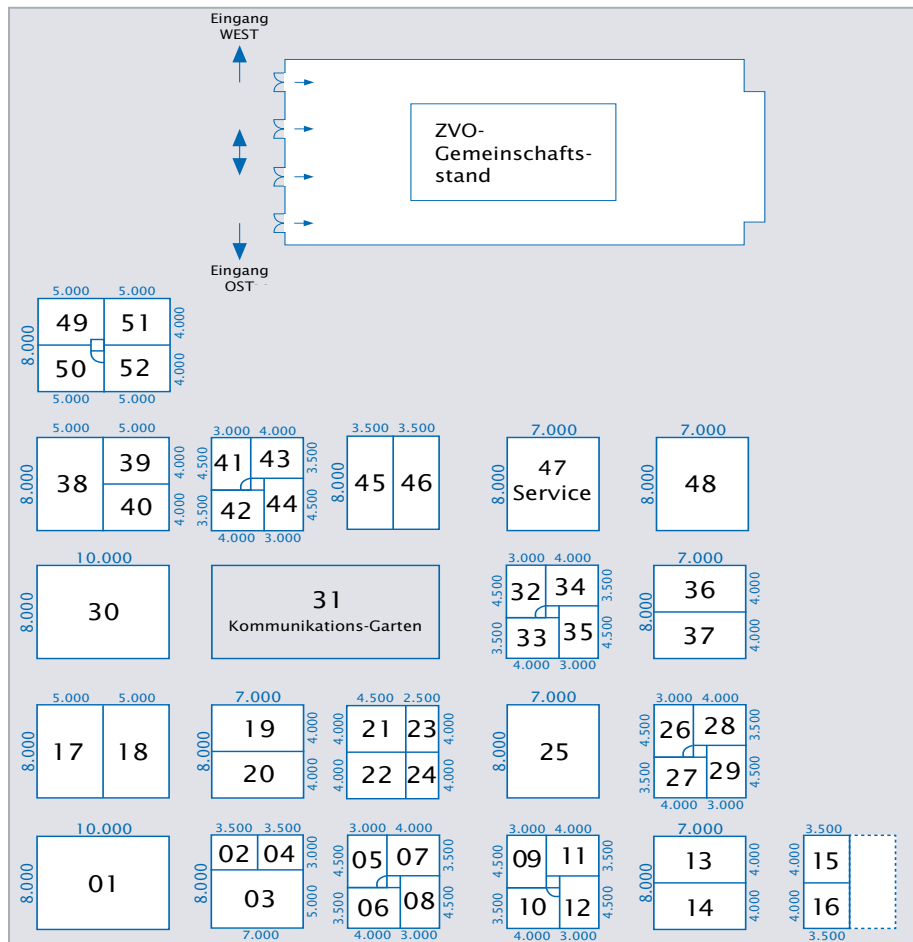 Eingang
WEST
ZVO-
Gemeinschafts-
stand
Eingang
OST
5.000 5.000
8.000 49 51 4.000
50 52 4.000
5.000 5.000
5.000 5.000 3.000 4.000 3.500 3.500 7.000 7.000
8.000 38 39 4.000 40 4.000
4.500 41 43 3.500
3.500 42 44 4.500
4.000 3.000
8.000 45 46
8.000 47
Service
8.000 48
10.000
8.000 30
31
Kommunikations-Garten
3.000 4.000
4.500 32 34 3.500
3.500 33 35 4.500
4.000 3.000
7.000
8.000 36 4.000
37 4.000
5.000 5.000
8.000 17 18
7.000
8.000 19 4.000
20 4.000
4.500 2.500
21 23 4.000
22 24 4.000
7.000
8.000 25
3.000 4.000
4.500 26 28 3.500
3.500 27 29 4.500
4.000 3.000
10.000
8.000 01
3.500 3.500
8.000 02 04 3.000
03 5.000
7.000
3.000 4.000
4.500 05 07 3.500
3.500 06 08 4.500
4.000 3.000
3.000 4.000
4.500 09 11 3.500
3.500 10 12 4.500
4.000 3.000
7.000
8.000 13 4.000
14 4.000
3.500
4.000 15
4.000 16
3.500